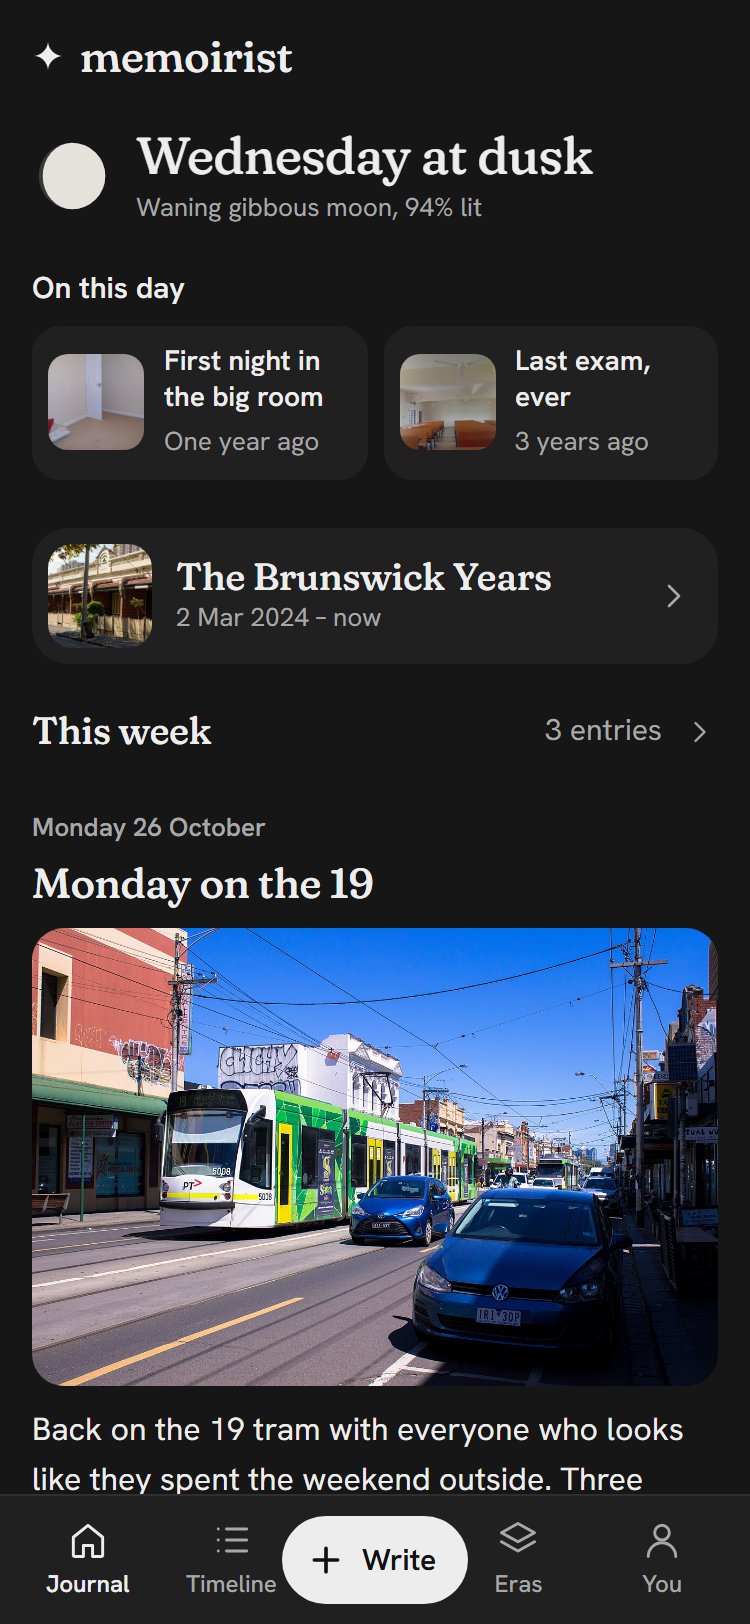 memoirist
Wednesday at dusk
Waning gibbous moon, 94% lit
On this day
First night in
the big room
One year ago
Last exam,
ever
3 years ago
The Brunswick Years
2 Mar 2024 – now
This week
3 entries
Monday 26 October
Monday on the 19
19
5008
PT>
5008
Back on the 19 tram with everyone who looks
like they spent the weekend outside. Three
Journal
Timeline
Write
Eras
You